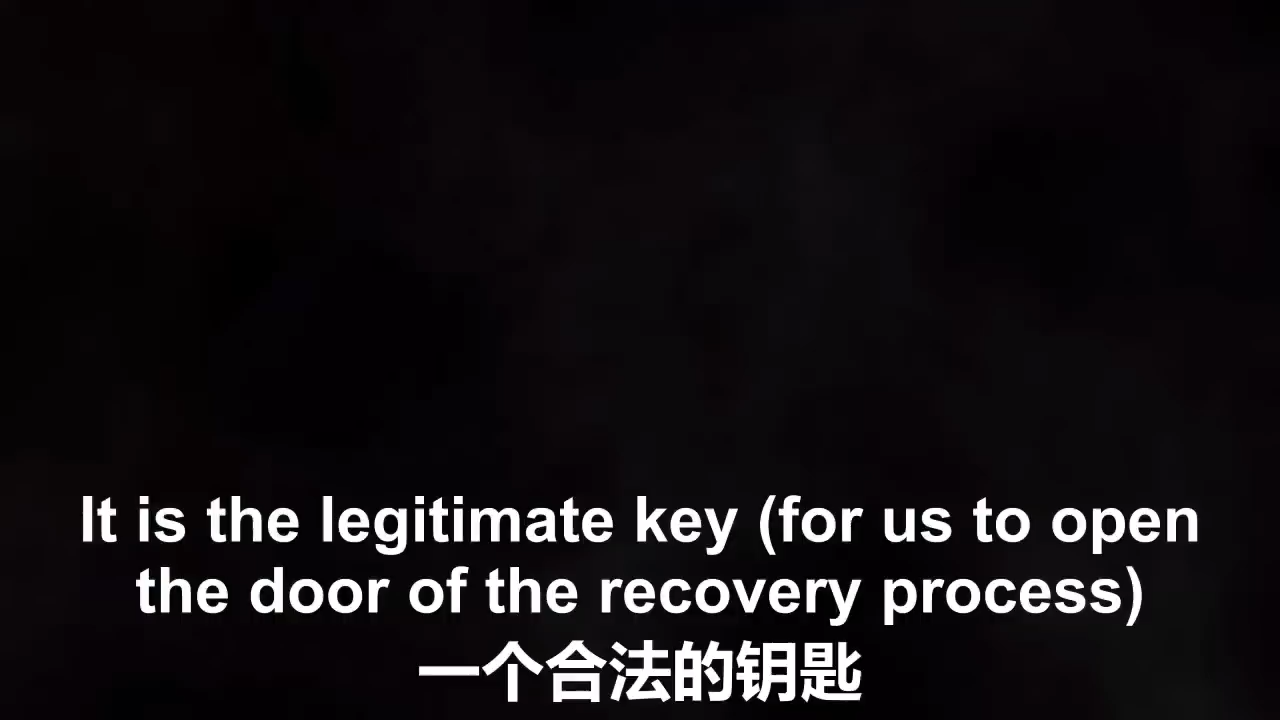 It is the legitimate key (for us to open
the door of the recovery process)
一个合法的钥匙